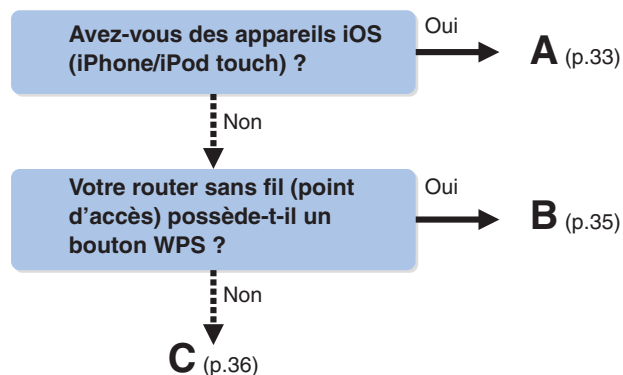 Avez-vous des appareils iOS
(iPhone/iPod touch) ?
Oui
A (p.33)
Non
Votre router sans fil (point
d'accès) possède-t-il un
bouton WPS ?
Oui
B (p.35)
Non
C (p.36)